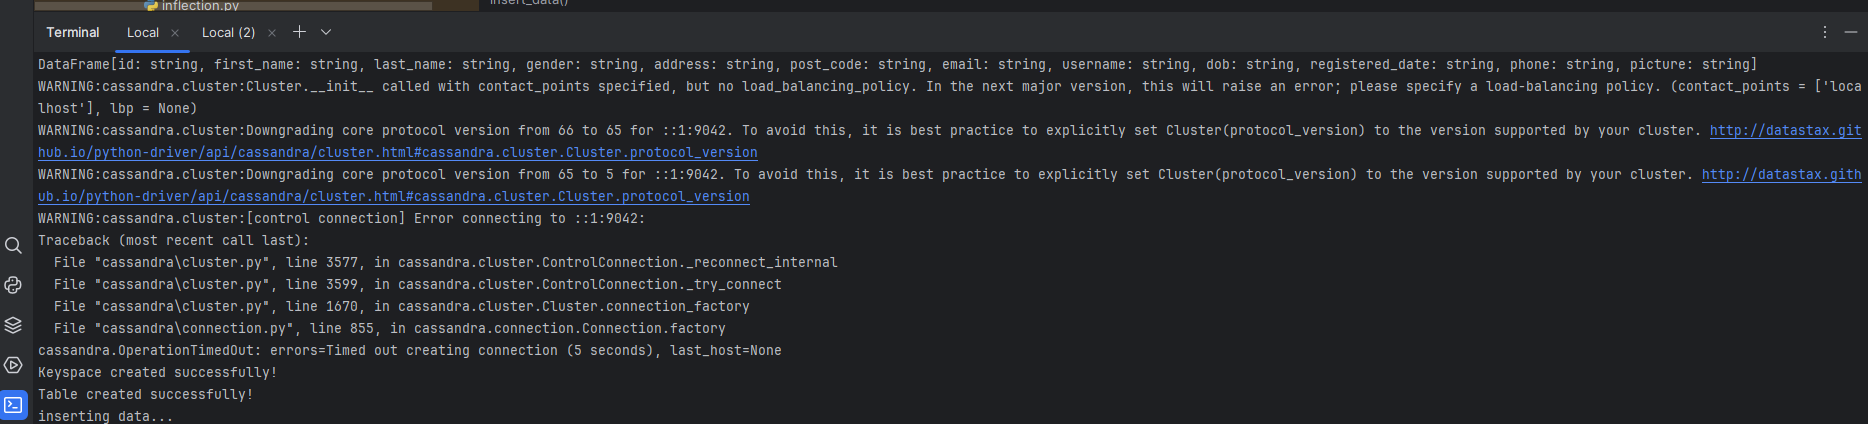 inflection.py
insert_data()
Terminal Local × Local (2) ×
DataFrame[id: string, first_name: string, last_name: string, gender: string, address: string, post_code: string, email: string, username: string, dob: string, registered_date: string, phone: string, picture: string]
WARNING:cassandra.cluster:Cluster.__init__ called with contact_points specified, but no load_balancing_policy. In the next major version, this will raise an error; please specify a load-balancing policy. (contact_points = ['loca
lhost'], lbp = None)
WARNING:cassandra.cluster:Downgrading core protocol version from 66 to 65 for ::1:9042. To avoid this, it is best practice to explicitly set Cluster(protocol_version) to the version supported by your cluster. http://datastax.git
hub.io/python-driver/api/cassandra/cluster.html#cassandra.cluster.Cluster.protocol_version
WARNING:cassandra.cluster:Downgrading core protocol version from 65 to 5 for ::1:9042. To avoid this, it is best practice to explicitly set Cluster(protocol_version) to the version supported by your cluster. http://datastax.gith
ub.io/python-driver/api/cassandra/cluster.html#cassandra.cluster.Cluster.protocol_version
WARNING:cassandra.cluster:[control connection] Error connecting to ::1:9042:
Traceback (most recent call last):
  File "cassandra\cluster.py", line 3577, in cassandra.cluster.ControlConnection._reconnect_internal
  File "cassandra\cluster.py", line 3599, in cassandra.cluster.ControlConnection._try_connect
  File "cassandra\cluster.py", line 1670, in cassandra.cluster.Cluster.connection_factory
  File "cassandra\connection.py", line 855, in cassandra.connection.Connection.factory
cassandra.OperationTimedOut: errors=Timed out creating connection (5 seconds), last_host=None
Keyspace created successfully!
Table created successfully!
inserting data...